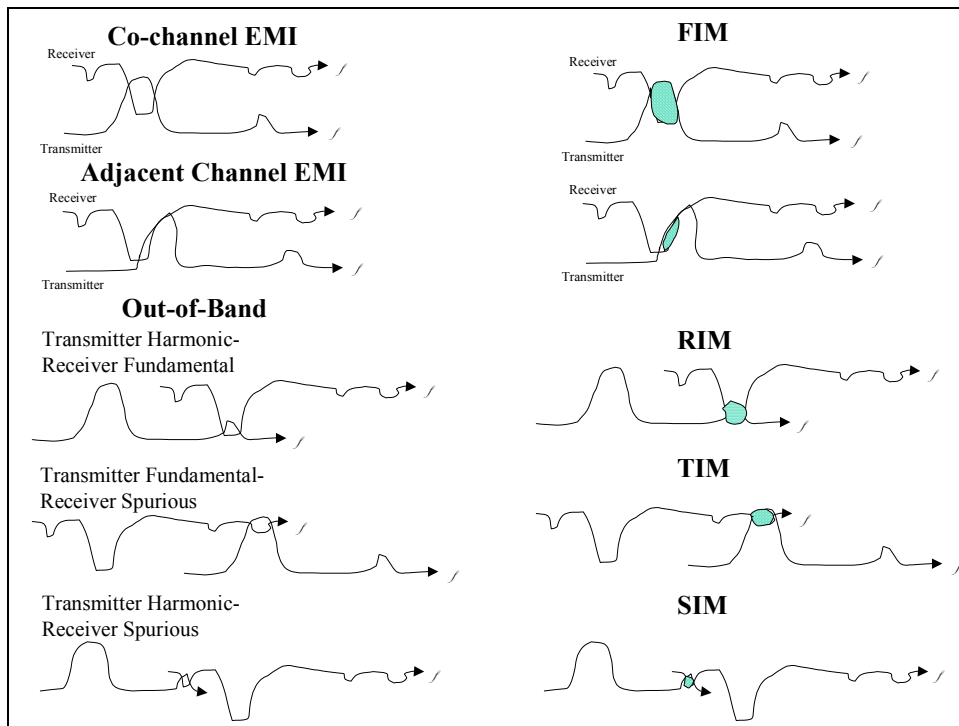 Co-channel EMI
Receiver
f
f
Transmitter
Adjacent Channel EMI
Receiver
f
f
Transmitter
Out-of-Band
Transmitter Harmonic-
Receiver Fundamental
f
f
Transmitter Fundamental-
Receiver Spurious
f
f
Transmitter Harmonic-
Receiver Spurious
f
FIM
Receiver
f
f
Transmitter
Receiver
f
f
Transmitter
RIM
f
f
TIM
f
f
SIM
f